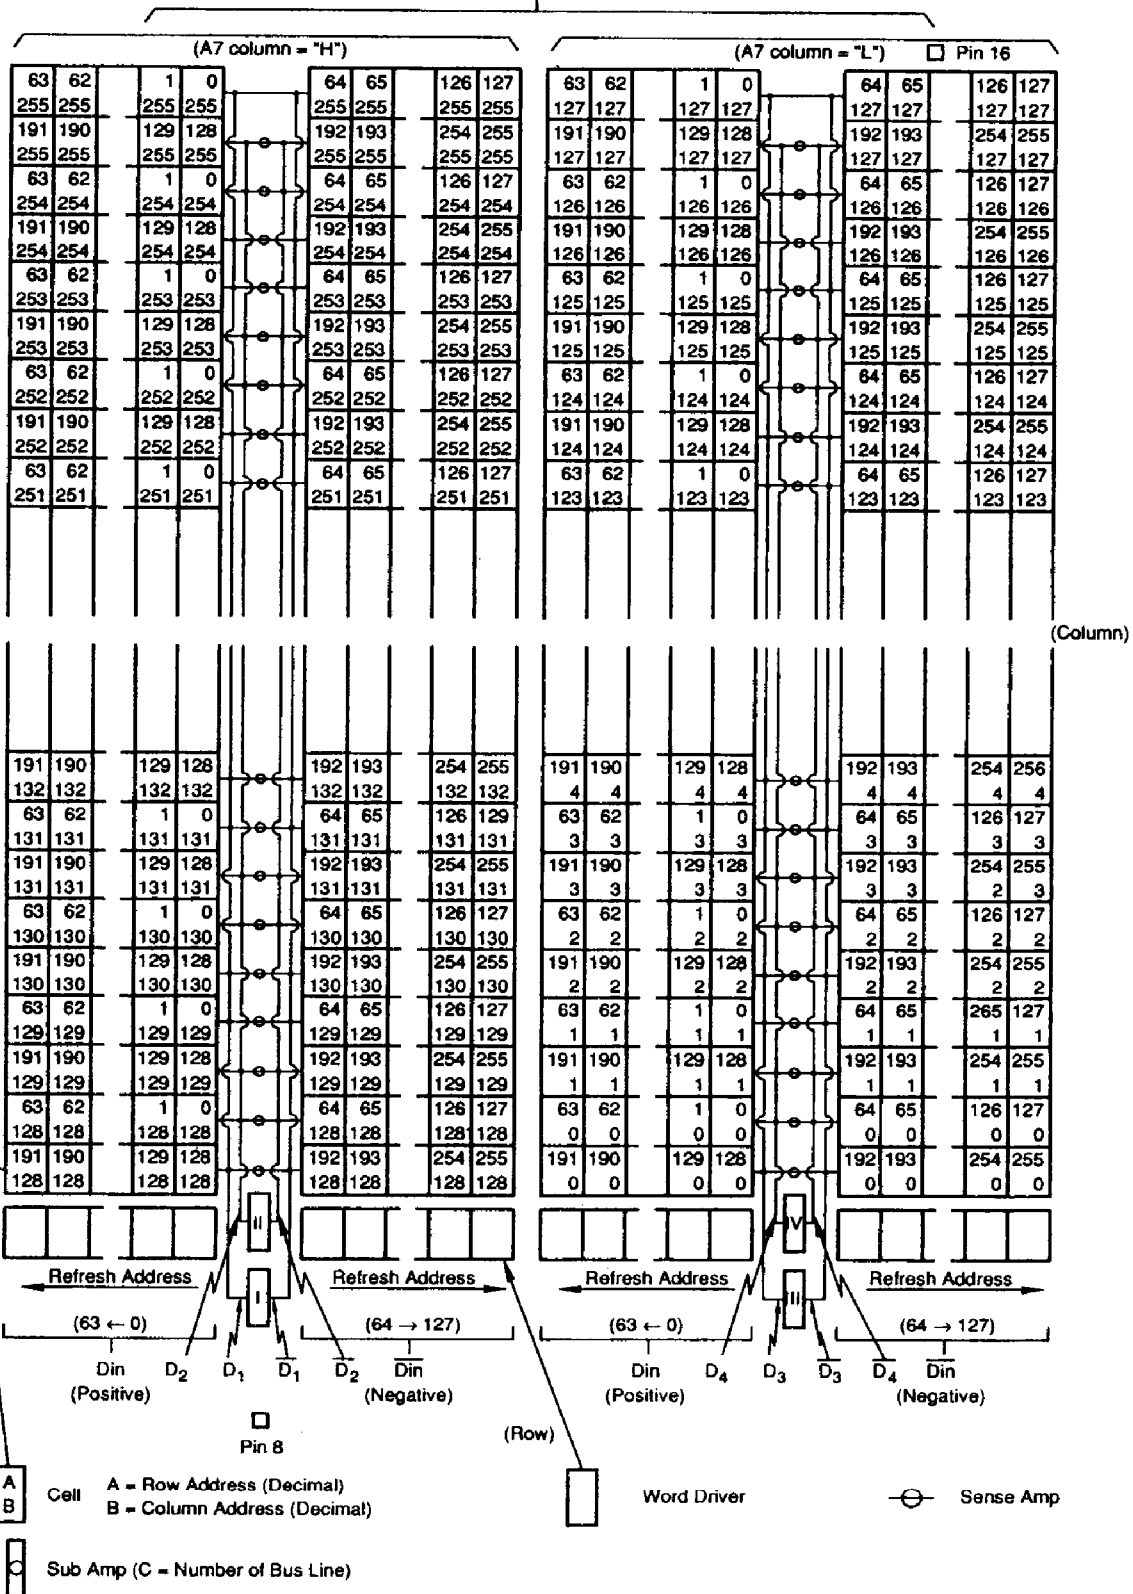 (A7 column = "H") (A7 column = "L") Pin 16
63 62 1 0 64 65 126 127 63 62 1 0 64 65 126 127
255 255 255 255 255 255 255 255 127 127 127 127 127 127 127 127
191 190 129 128 192 193 254 255 191 190 129 128 192 193 254 255
255 255 255 255 255 255 255 255 127 127 127 127 127 127 127 127
63 62 1 0 64 65 126 127 63 62 1 0 64 65 126 127
254 254 254 254 254 254 254 254 126 126 126 126 126 126 126 126
191 190 129 128 192 193 254 255 191 190 129 128 192 193 254 255
254 254 254 254 254 254 254 254 126 126 126 126 126 126 126 126
63 62 1 0 64 65 126 127 63 62 1 0 64 65 126 127
253 253 253 253 253 253 253 253 125 125 125 125 125 125 125 125
191 190 129 128 192 193 254 255 191 190 129 128 192 193 254 255
253 253 253 253 253 253 253 253 125 125 125 125 125 125 125 125
63 62 1 0 64 65 126 127 63 62 1 0 64 65 126 127
252 252 252 252 252 252 252 252 124 124 124 124 124 124 124 124
191 190 129 128 192 193 254 255 191 190 129 128 192 193 254 255
252 252 252 252 252 252 252 252 124 124 124 124 124 124 124 124
63 62 1 0 64 65 126 127 63 62 1 0 64 65 126 127
251 251 251 251 251 251 251 251 123 123 123 123 123 123 123 123
(Column)
191 190 129 128 192 193 254 255 191 190 129 128 192 193 254 256
132 132 132 132 132 132 132 132 4 4 4 4 4 4 4 4
63 62 1 0 64 65 126 129 63 62 1 0 64 65 126 127
131 131 131 131 131 131 131 131 3 3 3 3 3 3 3 3
191 190 129 128 192 193 254 255 191 190 129 128 192 193 254 255
131 131 131 131 131 131 131 131 3 3 3 3 3 3 2 3
63 62 1 0 64 65 126 127 63 62 1 0 64 65 126 127
130 130 130 130 130 130 130 130 2 2 2 2 2 2 2 2
191 190 129 128 192 193 254 255 191 190 129 128 192 193 254 255
130 130 130 130 130 130 130 130 2 2 2 2 2 2 2 2
63 62 1 0 64 65 126 127 63 62 1 0 64 65 265 127
129 129 129 129 129 129 129 129 1 1 1 1 1 1 1 1
191 190 129 128 192 193 254 255 191 190 129 128 192 193 254 255
129 129 129 129 129 129 129 129 1 1 1 1 1 1 1 1
63 62 1 0 64 65 126 127 63 62 1 0 64 65 126 127
128 128 128 128 128 128 128 128 0 0 0 0 0 0 0 0
191 190 129 128 192 193 254 255 191 190 129 128 192 193 254 255
128 128 128 128 128 128 128 128 0 0 0 0 0 0 0 0
II IV
Refresh Address Refresh Address Refresh Address Refresh Address
I III
(63 ← 0) (64 → 127) (63 ← 0) (64 → 127)
Din D₂ D₁ D̅₁ D̅₂ D̅i̅n̅ Din D₄ D₃ D̅₃ D̅₄ D̅i̅n̅
(Positive) (Negative) (Positive) (Negative)
Pin 8
(Row)
A
B
Cell
A = Row Address (Decimal)
B = Column Address (Decimal)
Word Driver
Sense Amp
Sub Amp (C = Number of Bus Line)